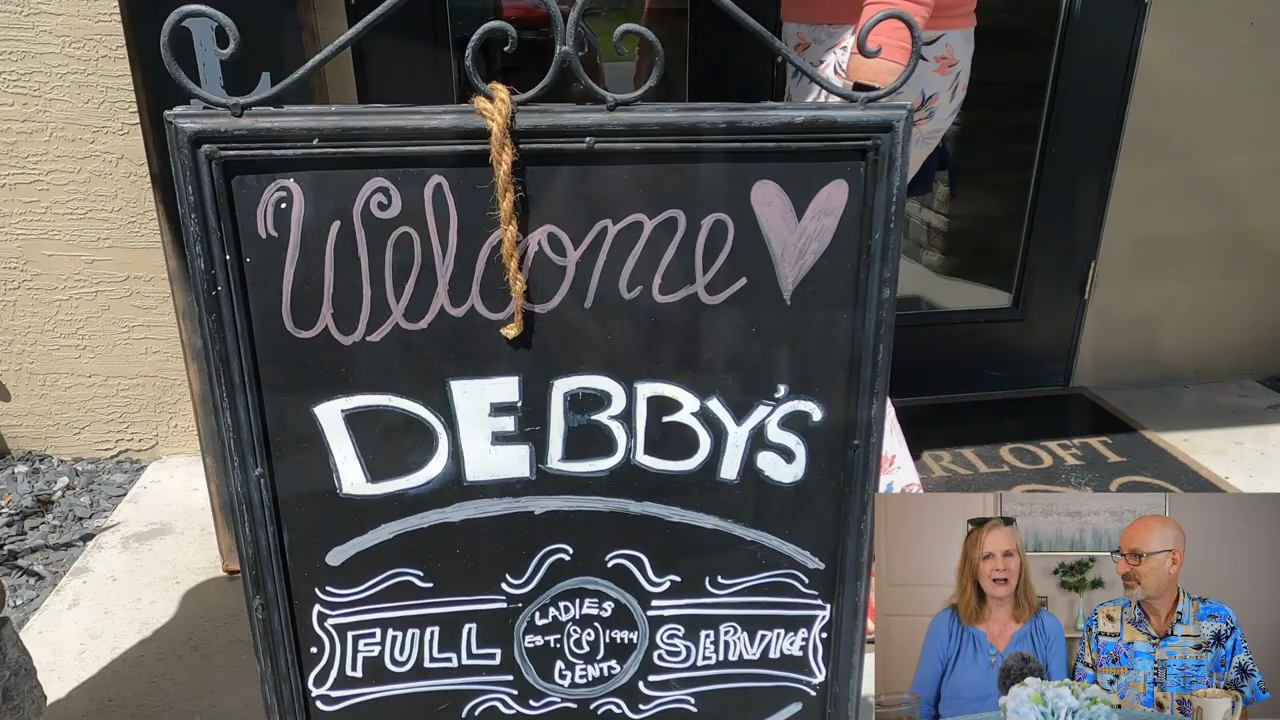 Welcome
DEBBY'S
LADIES
EST. & 1994
GENTS
FULL SERVICE
RLOFT